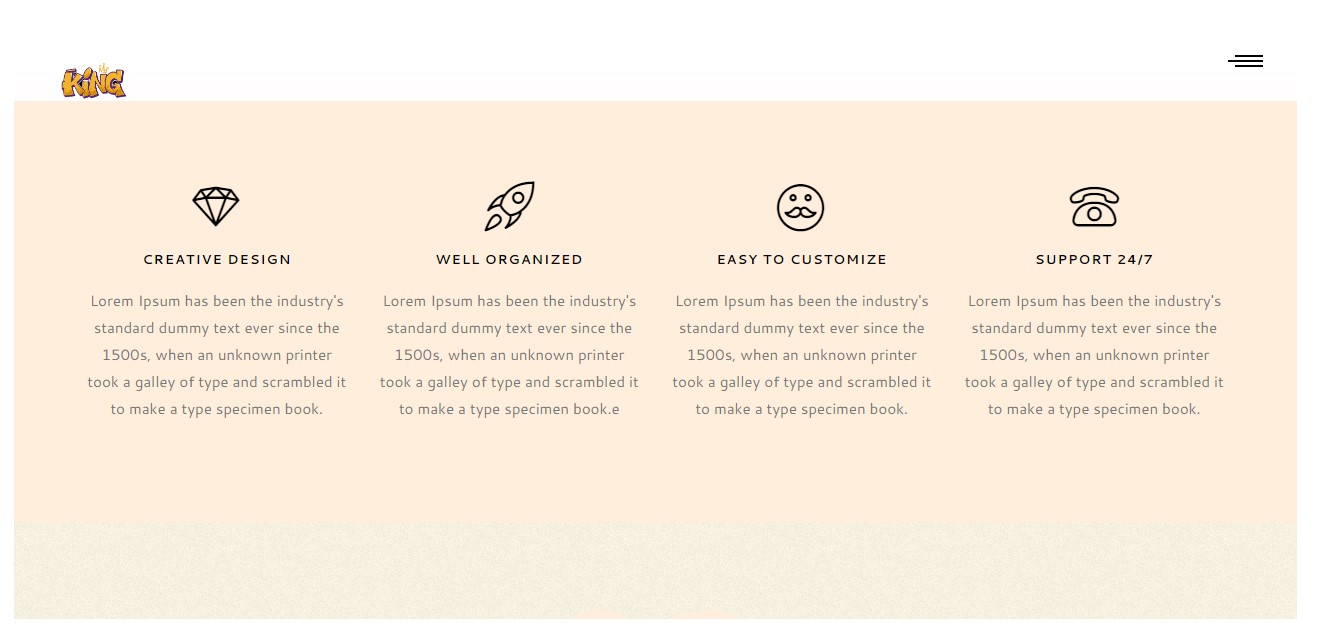 KING
CREATIVE DESIGN
Lorem Ipsum has been the industry's
standard dummy text ever since the
1500s, when an unknown printer
took a galley of type and scrambled it
to make a type specimen book.
WELL ORGANIZED
Lorem Ipsum has been the industry's
standard dummy text ever since the
1500s, when an unknown printer
took a galley of type and scrambled it
to make a type specimen book.e
EASY TO CUSTOMIZE
Lorem Ipsum has been the industry's
standard dummy text ever since the
1500s, when an unknown printer
took a galley of type and scrambled it
to make a type specimen book.
SUPPORT 24/7
Lorem Ipsum has been the industry's
standard dummy text ever since the
1500s, when an unknown printer
took a galley of type and scrambled it
to make a type specimen book.